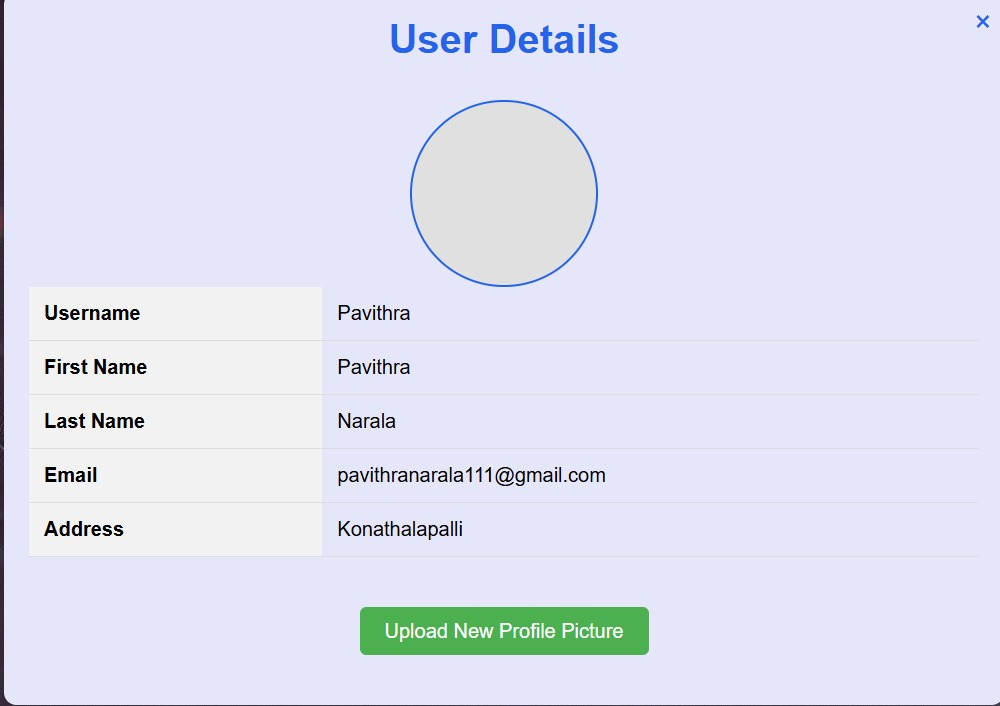 User Details
×
Username Pavithra
First Name Pavithra
Last Name Narala
Email pavithranarala111@gmail.com
Address Konathalapalli
Upload New Profile Picture